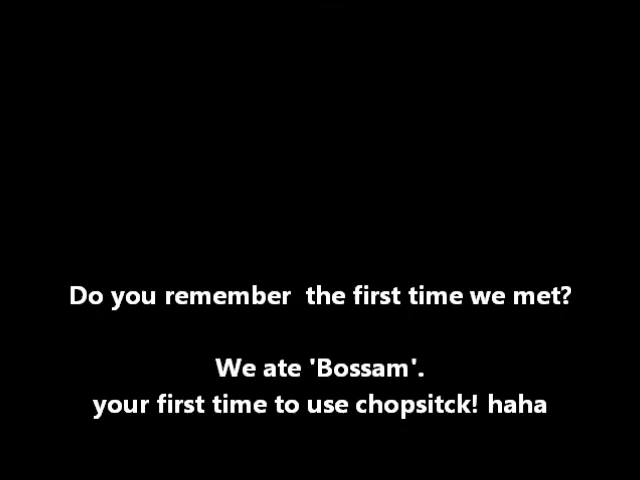 Do you remember  the first time we met?
We ate 'Bossam'.
your first time to use chopsitck! haha